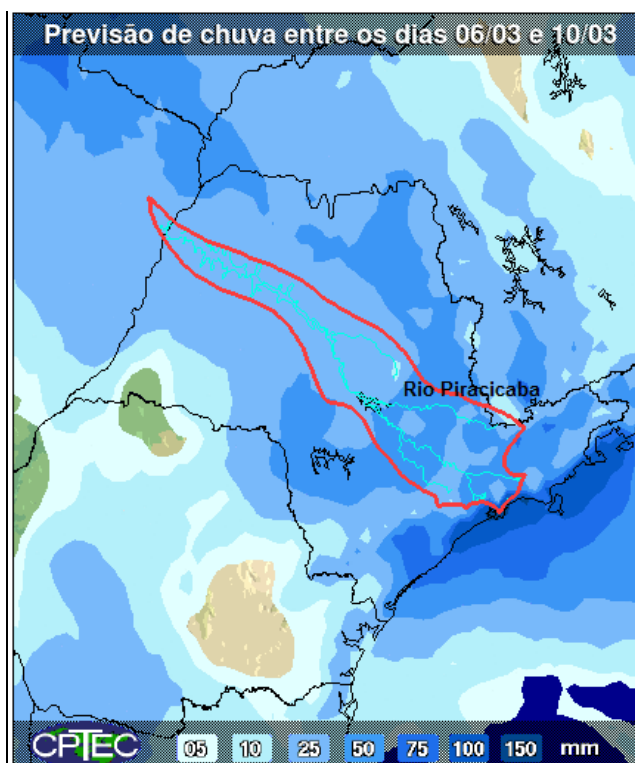 Previsão de chuva entre os dias 06/03 e 10/03
Rio Piracicaba
CPTEC 05 10 25 50 75 100 150 mm